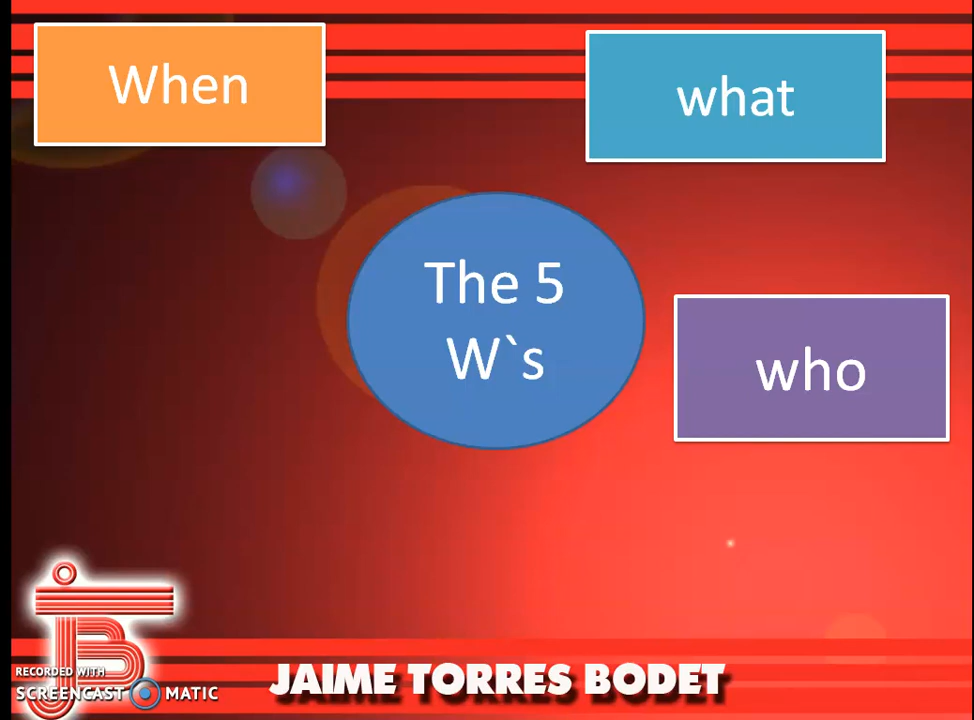 When
what
The 5
W`s
who
RECORDED WITH
SCREENCAST MATIC
JAIME TORRES BODET